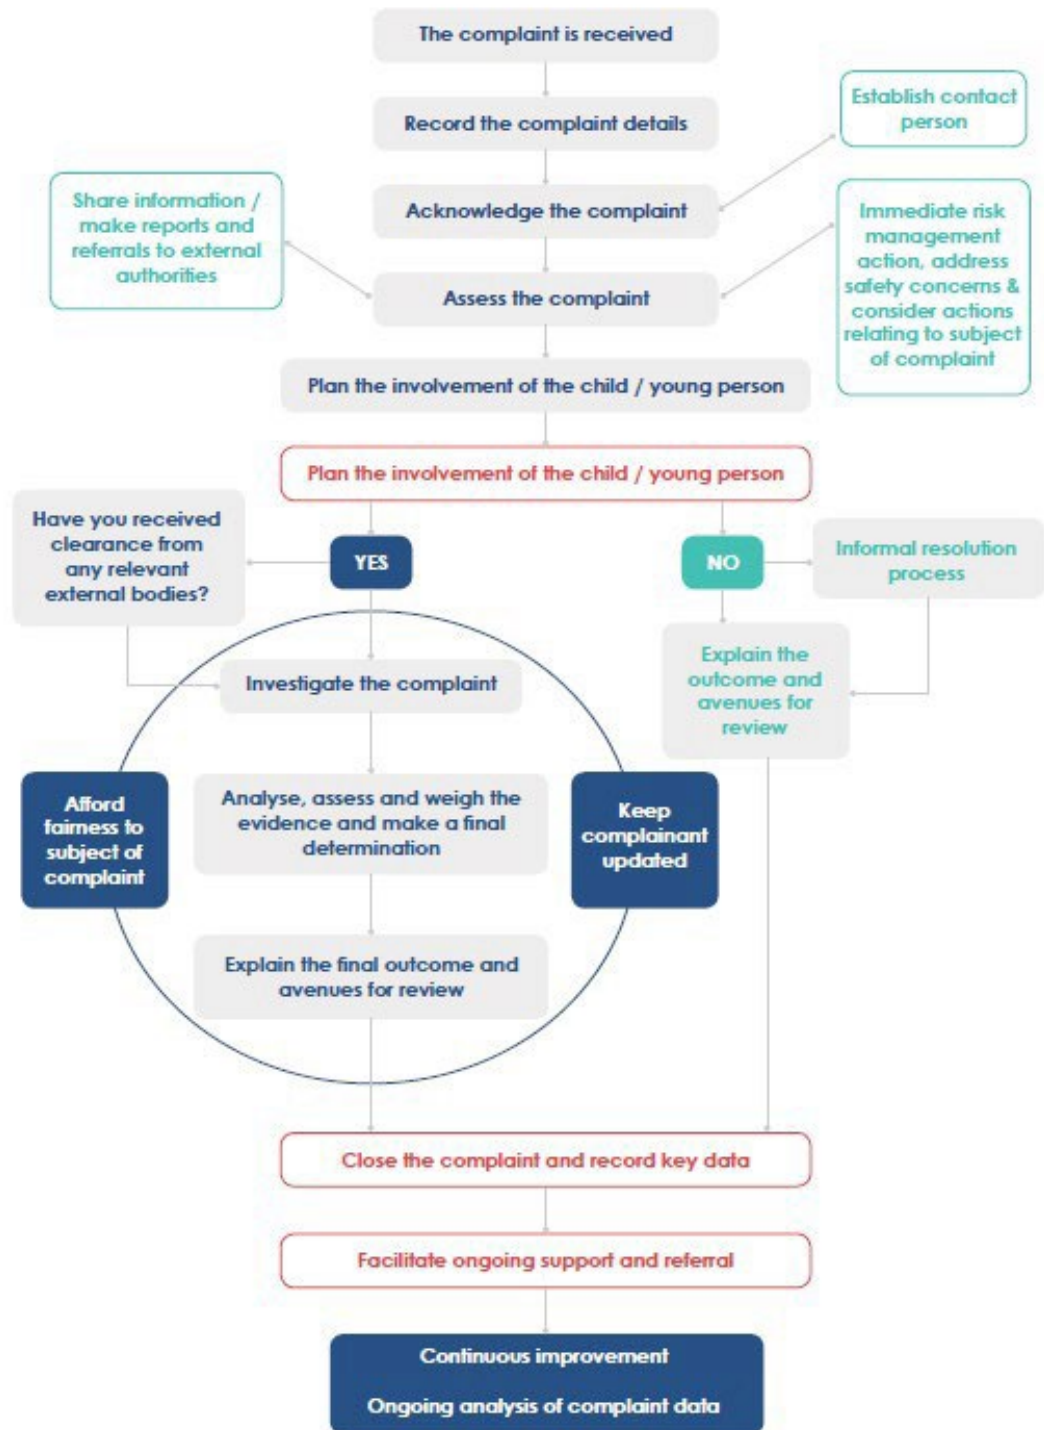 The complaint is received
Record the complaint details
Establish contact
person
Acknowledge the complaint
Share information /
make reports and
referrals to external
authorities
Immediate risk
management
action, address
safety concerns &
consider actions
relating to subject
of complaint
Assess the complaint
Plan the involvement of the child / young person
Plan the involvement of the child / young person
Have you received
clearance from
any relevant
external bodies?
YES
NO
Informal resolution
process
Investigate the complaint
Explain the
outcome and
avenues for
review
Afford
fairness to
subject of
complaint
Analyse, assess and weigh the
evidence and make a final
determination
Keep
complainant
updated
Explain the final outcome and
avenues for review
Close the complaint and record key data
Facilitate ongoing support and referral
Continuous improvement
Ongoing analysis of complaint data